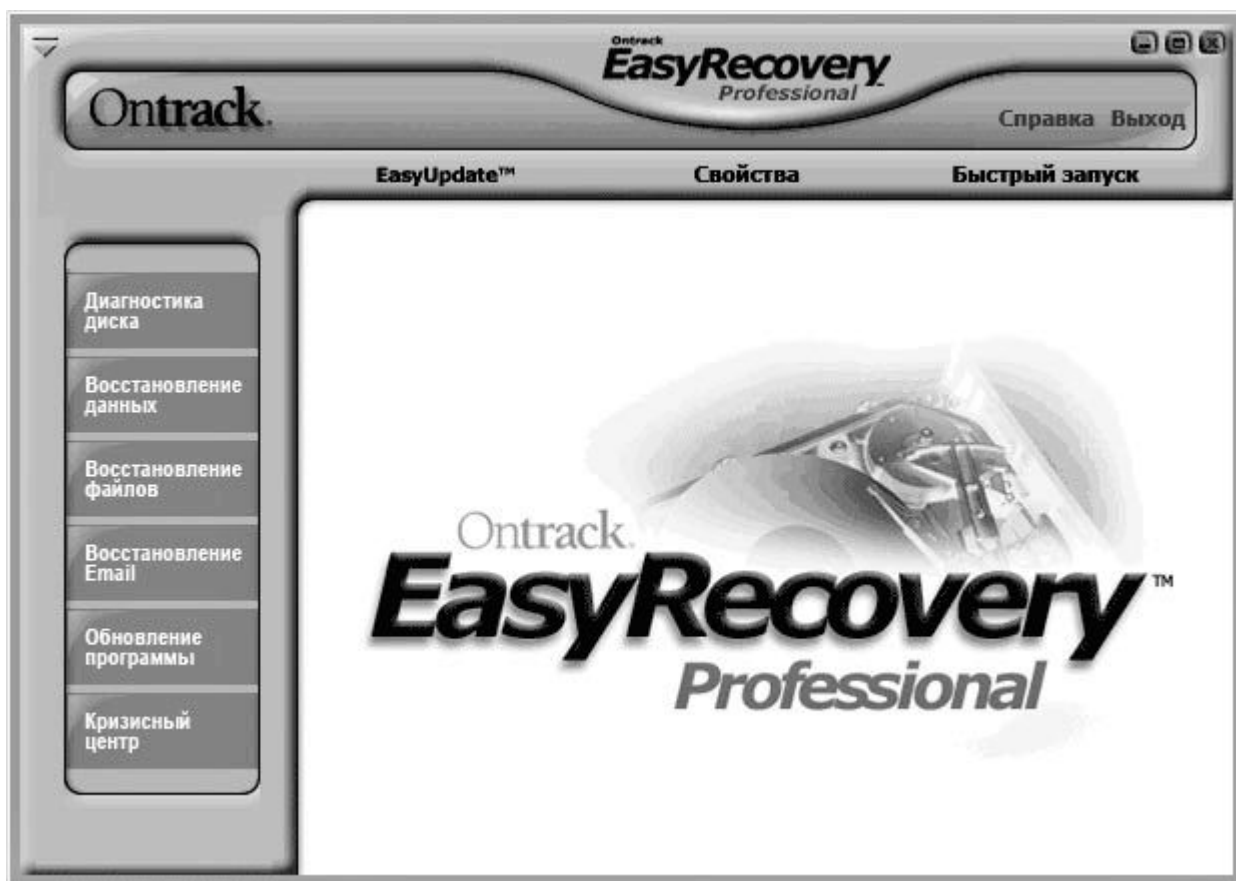 Ontrack
EasyRecovery
Professional
Ontrack.
Справка Выход
EasyUpdate™ Свойства Быстрый запуск
Диагностика
диска
Восстановление
данных
Восстановление
файлов
Восстановление
Email
Обновление
программы
Кризисный
центр
Ontrack.
EasyRecovery™
Professional